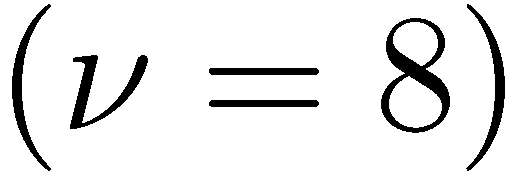 (ν = 8)